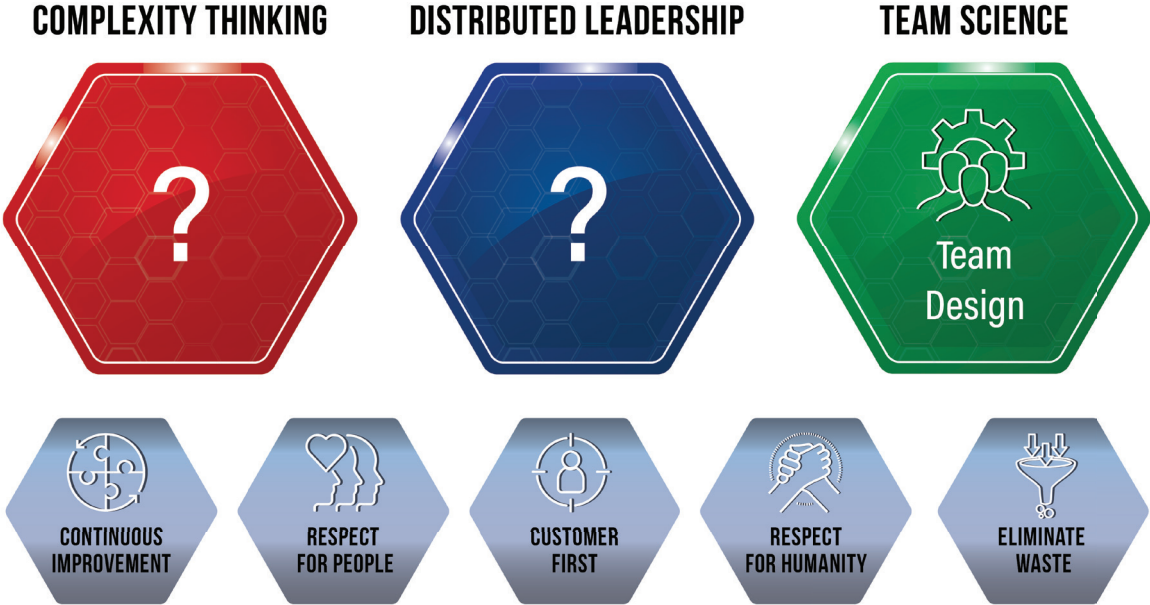 COMPLEXITY THINKING
DISTRIBUTED LEADERSHIP
TEAM SCIENCE
?
?
Team
Design
CONTINUOUS
IMPROVEMENT
RESPECT
FOR PEOPLE
CUSTOMER
FIRST
RESPECT
FOR HUMANITY
ELIMINATE
WASTE